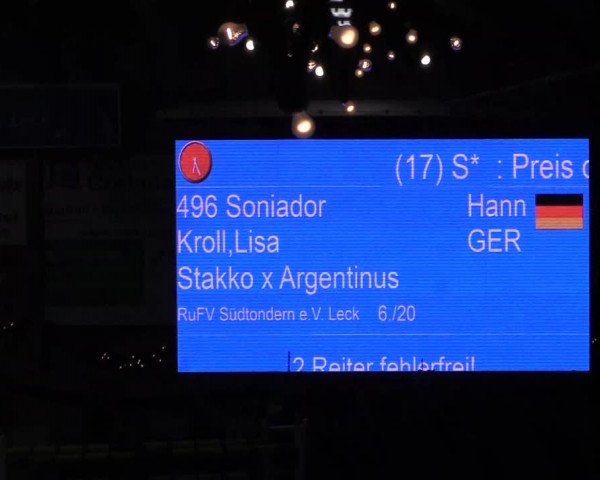 (17) S* : Preis
496 Soniador Hann
Kroll,Lisa GER
Stakko x Argentinus
RuFV Südtondern e.V. Leck 6./20
2 Reiter fehlerfrei!